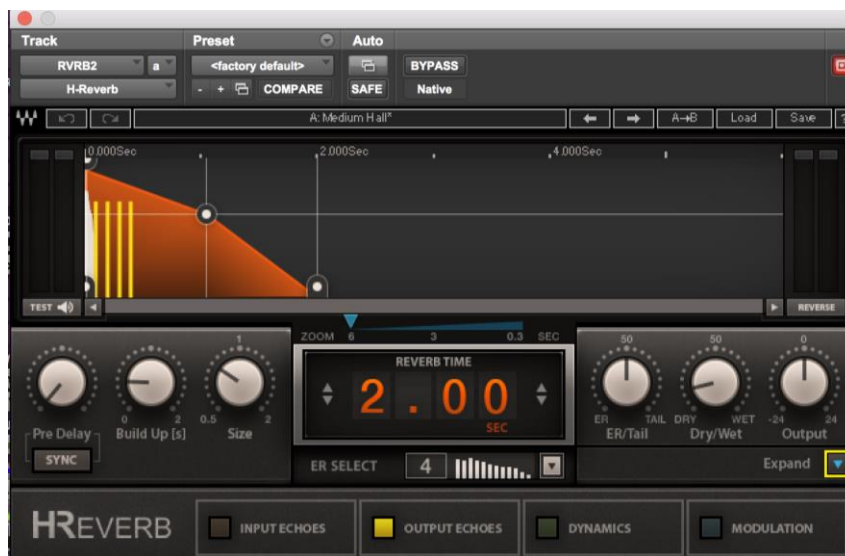 Track Preset Auto
RVRB2 a <factory default> BYPASS
H-Reverb - + COMPARE SAFE Native
A: Medium Hall* A→B Load Save ?
0.000Sec 2.000Sec 4.000Sec
TEST REVERSE
ZOOM 6 3 0.3 SEC
1 50 50 0
REVERB TIME
2.00
SEC
0 2 0.5 2 ER TAIL DRY WET -24 24
Pre Delay Build Up [s] Size ER/Tail Dry/Wet Output
SYNC ER SELECT 4 Expand
HREVERB INPUT ECHOES OUTPUT ECHOES DYNAMICS MODULATION